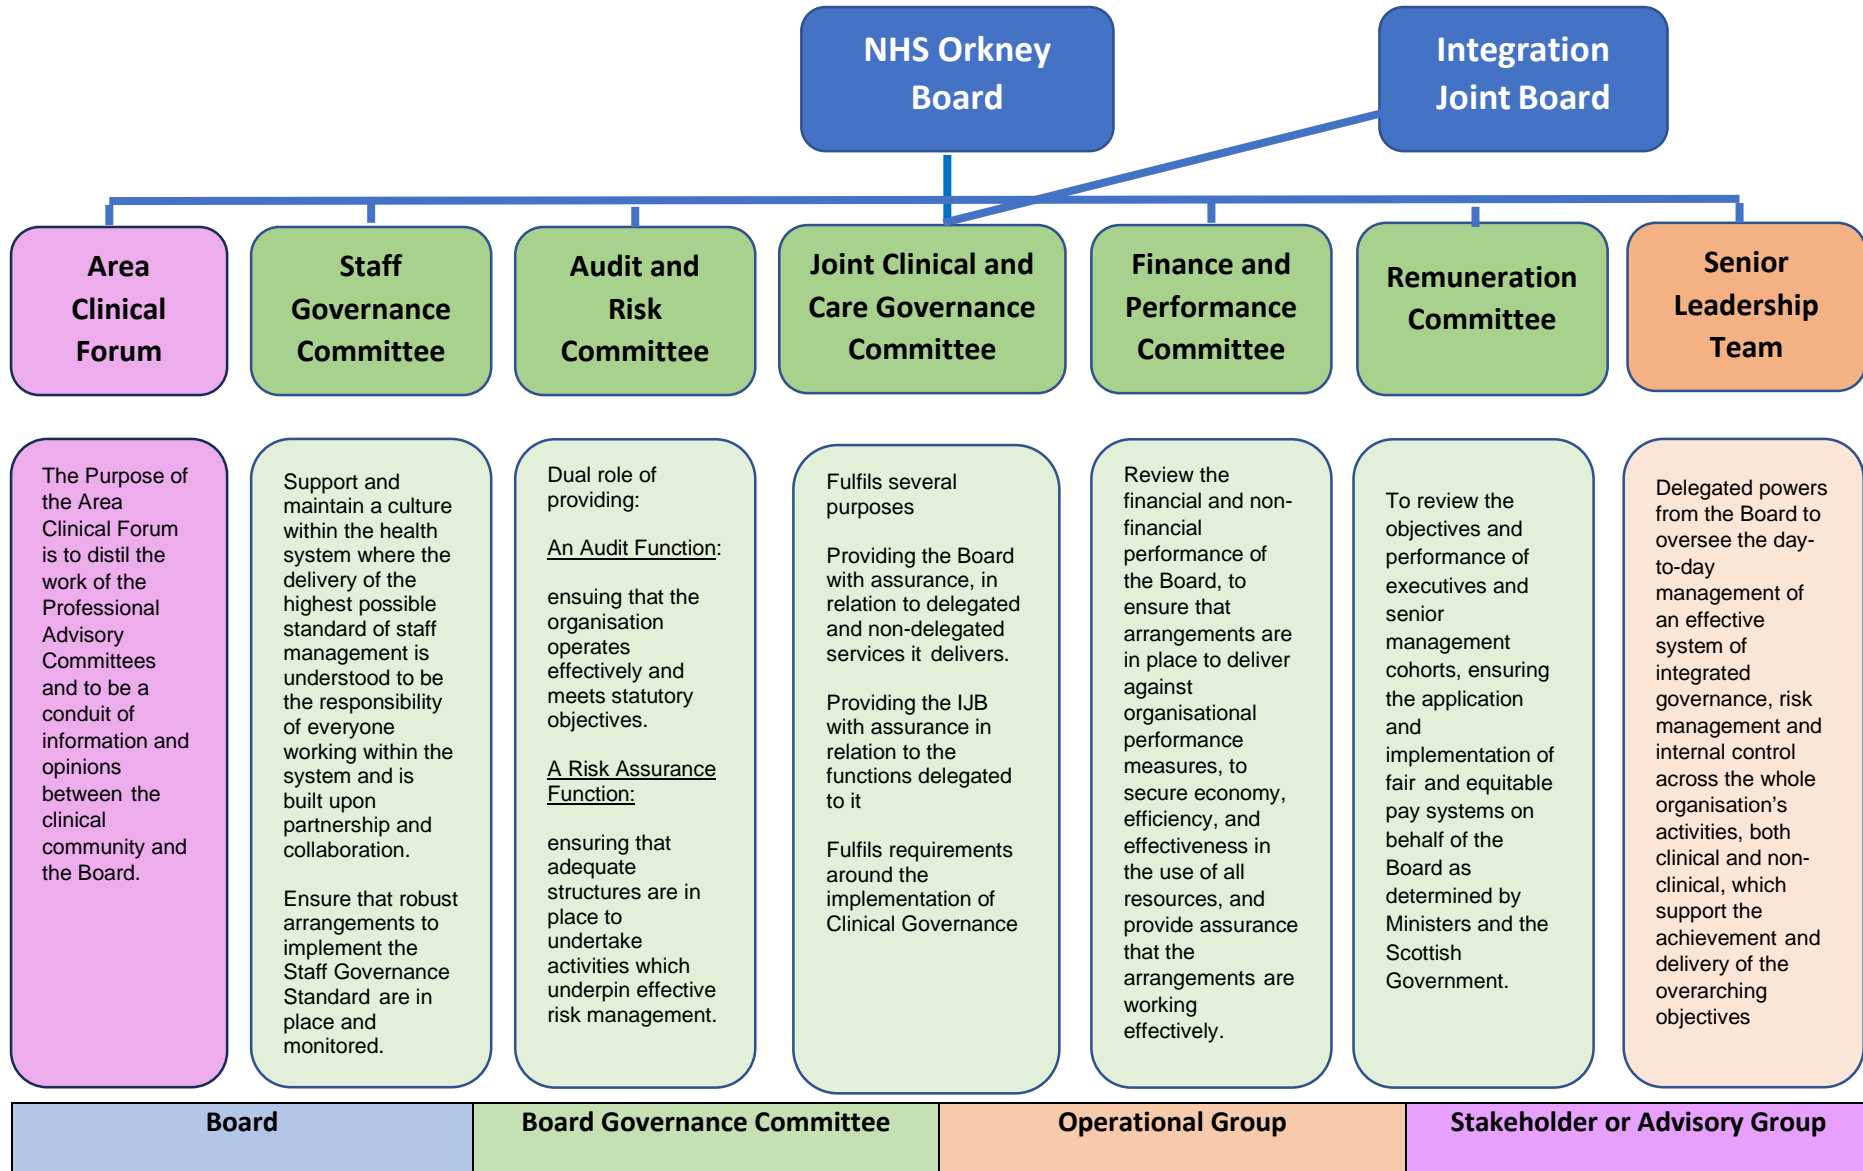 NHS Orkney
Board
Integration
Joint Board
Area
Clinical
Forum
Staff
Governance
Committee
Audit and
Risk
Committee
Joint Clinical and
Care Governance
Committee
Finance and
Performance
Committee
Remuneration
Committee
Senior
Leadership
Team
The Purpose of
the Area
Clinical Forum
is to distil the
work of the
Professional
Advisory
Committees
and to be a
conduit of
information and
opinions
between the
clinical
community and
the Board.
Support and
maintain a culture
within the health
system where the
delivery of the
highest possible
standard of staff
management is
understood to be
the responsibility
of everyone
working within the
system and is
built upon
partnership and
collaboration.
Ensure that robust
arrangements to
implement the
Staff Governance
Standard are in
place and
monitored.
Dual role of
providing:
An Audit Function:
ensuing that the
organisation
operates
effectively and
meets statutory
objectives.
A Risk Assurance
Function:
ensuring that
adequate
structures are in
place to
undertake
activities which
underpin effective
risk management.
Fulfils several
purposes
Providing the Board
with assurance, in
relation to delegated
and non-delegated
services it delivers.
Providing the IJB
with assurance in
relation to the
functions delegated
to it
Fulfils requirements
around the
implementation of
Clinical Governance
Review the
financial and non-
financial
performance of
the Board, to
ensure that
arrangements are
in place to deliver
against
organisational
performance
measures, to
secure economy,
efficiency, and
effectiveness in
the use of all
resources, and
provide assurance
that the
arrangements are
working
effectively.
To review the
objectives and
performance of
executives and
senior
management
cohorts, ensuring
the application
and
implementation of
fair and equitable
pay systems on
behalf of the
Board as
determined by
Ministers and the
Scottish
Government.
Delegated powers
from the Board to
oversee the day-
to-day
management of
an effective
system of
integrated
governance, risk
management and
internal control
across the whole
organisation’s
activities, both
clinical and non-
clinical, which
support the
achievement and
delivery of the
overarching
objectives
Board
Board Governance Committee
Operational Group
Stakeholder or Advisory Group